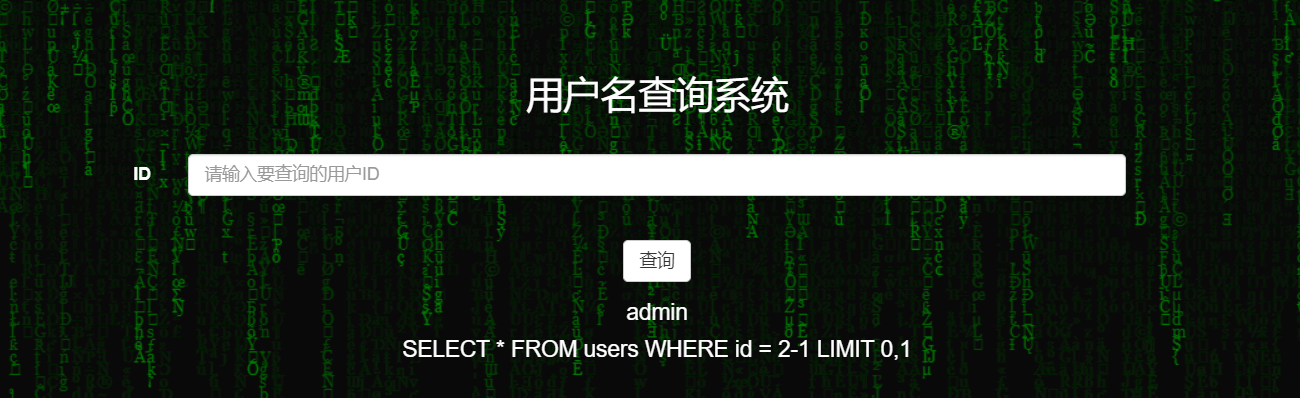 用户名查询系统
ID 请输入要查询的用户ID
查询
admin
SELECT * FROM users WHERE id = 2-1 LIMIT 0,1